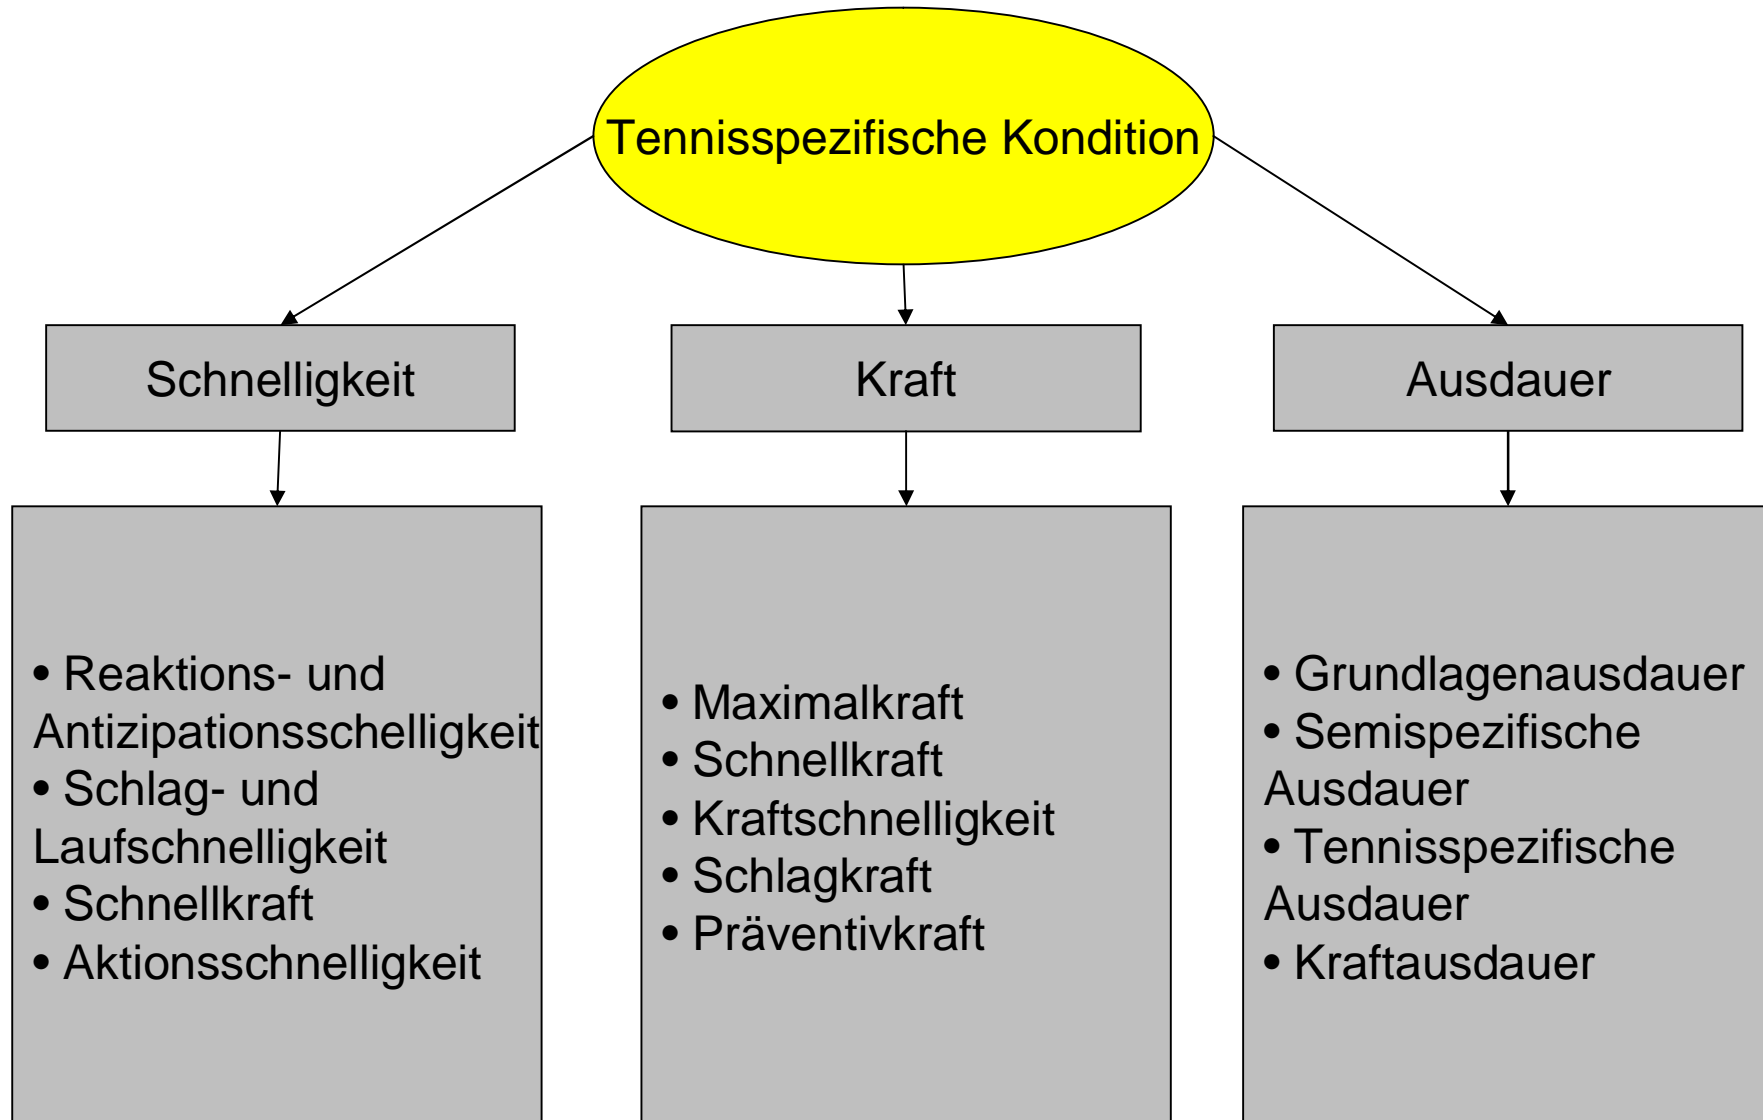 Tennisspezifische Kondition
Schnelligkeit
Kraft
Ausdauer
• Reaktions- und
Antizipationsschelligkeit
• Schlag- und
Laufschnelligkeit
• Schnellkraft
• Aktionsschnelligkeit
• Maximalkraft
• Schnellkraft
• Kraftschnelligkeit
• Schlagkraft
• Präventivkraft
• Grundlagenausdauer
• Semispezifische
Ausdauer
• Tennisspezifische
Ausdauer
• Kraftausdauer